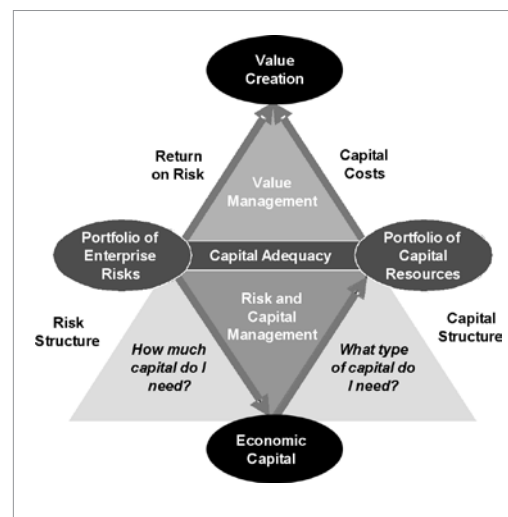 Value
Creation
Return
on Risk
Capital
Costs
Value
Management
Portfolio of
Enterprise
Risks
Capital Adequacy
Portfolio of
Capital
Resources
Risk
Structure
Risk and
Capital
Management
Capital
Structure
How much
capital do I
need?
What type
of capital do
I need?
Economic
Capital